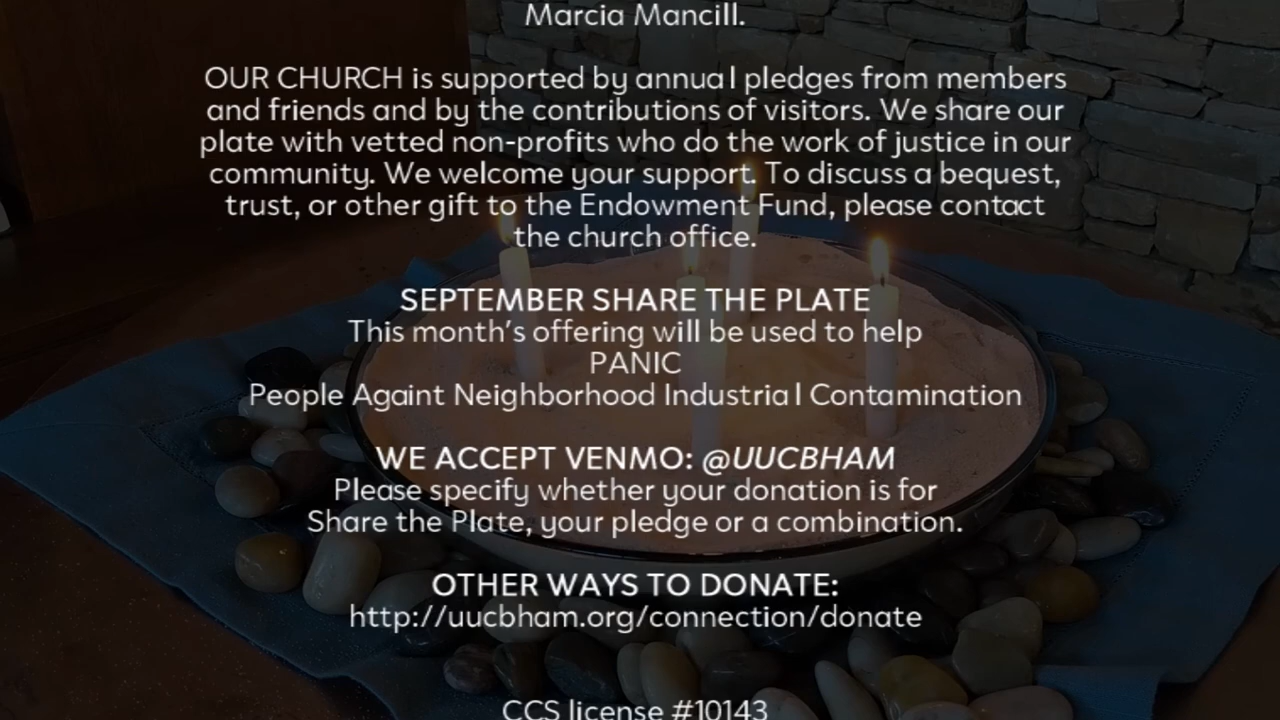 Marcia Mancill.
OUR CHURCH is supported by annual pledges from members
and friends and by the contributions of visitors. We share our
plate with vetted non-profits who do the work of justice in our
community. We welcome your support. To discuss a bequest,
trust, or other gift to the Endowment Fund, please contact
the church office.
SEPTEMBER SHARE THE PLATE
This month's offering will be used to help
PANIC
People Againt Neighborhood Industrial Contamination
WE ACCEPT VENMO: @UUCBHAM
Please specify whether your donation is for
Share the Plate, your pledge or a combination.
OTHER WAYS TO DONATE:
http://uucbham.org/connection/donate
CCS license #10143